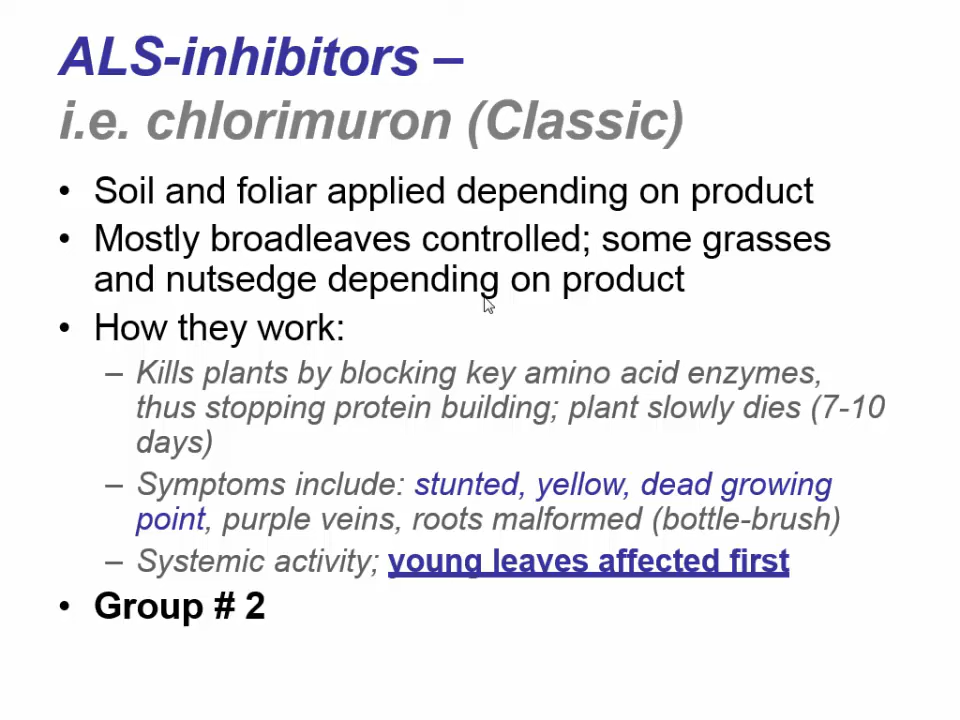 ALS-inhibitors –
i.e. chlorimuron (Classic)
• Soil and foliar applied depending on product
• Mostly broadleaves controlled; some grasses
and nutsedge depending on product
• How they work:
– Kills plants by blocking key amino acid enzymes,
thus stopping protein building; plant slowly dies (7-10
days)
– Symptoms include: stunted, yellow, dead growing
point, purple veins, roots malformed (bottle-brush)
– Systemic activity; young leaves affected first
• Group # 2